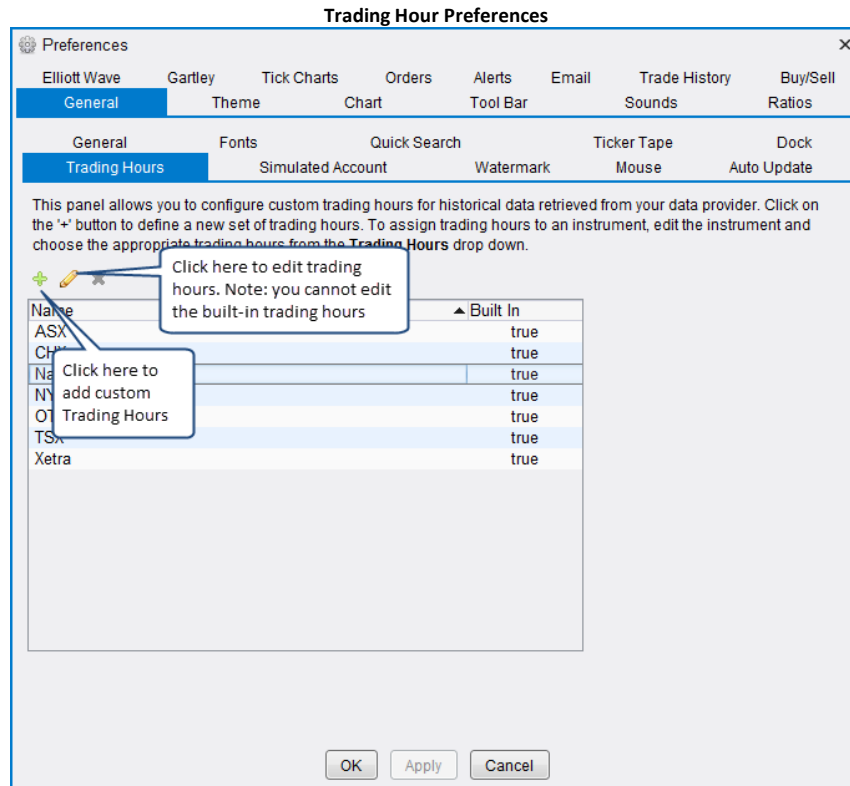 Trading Hour Preferences
Preferences
Elliott Wave Gartley Tick Charts Orders Alerts Email Trade History Buy/Sell
General Theme Chart Tool Bar Sounds Ratios
General Fonts Quick Search Ticker Tape Dock
Trading Hours Simulated Account Watermark Mouse Auto Update
This panel allows you to configure custom trading hours for historical data retrieved from your data provider. Click on
the '+' button to define a new set of trading hours. To assign trading hours to an instrument, edit the instrument and
choose the appropriate trading hours from the Trading Hours drop down.
Click here to edit trading
hours. Note: you cannot edit
the built-in trading hours
Name Built In
ASX true
true
true
true
true
TSX true
Xetra true
Click here to
add custom
Trading Hours
OK Apply Cancel